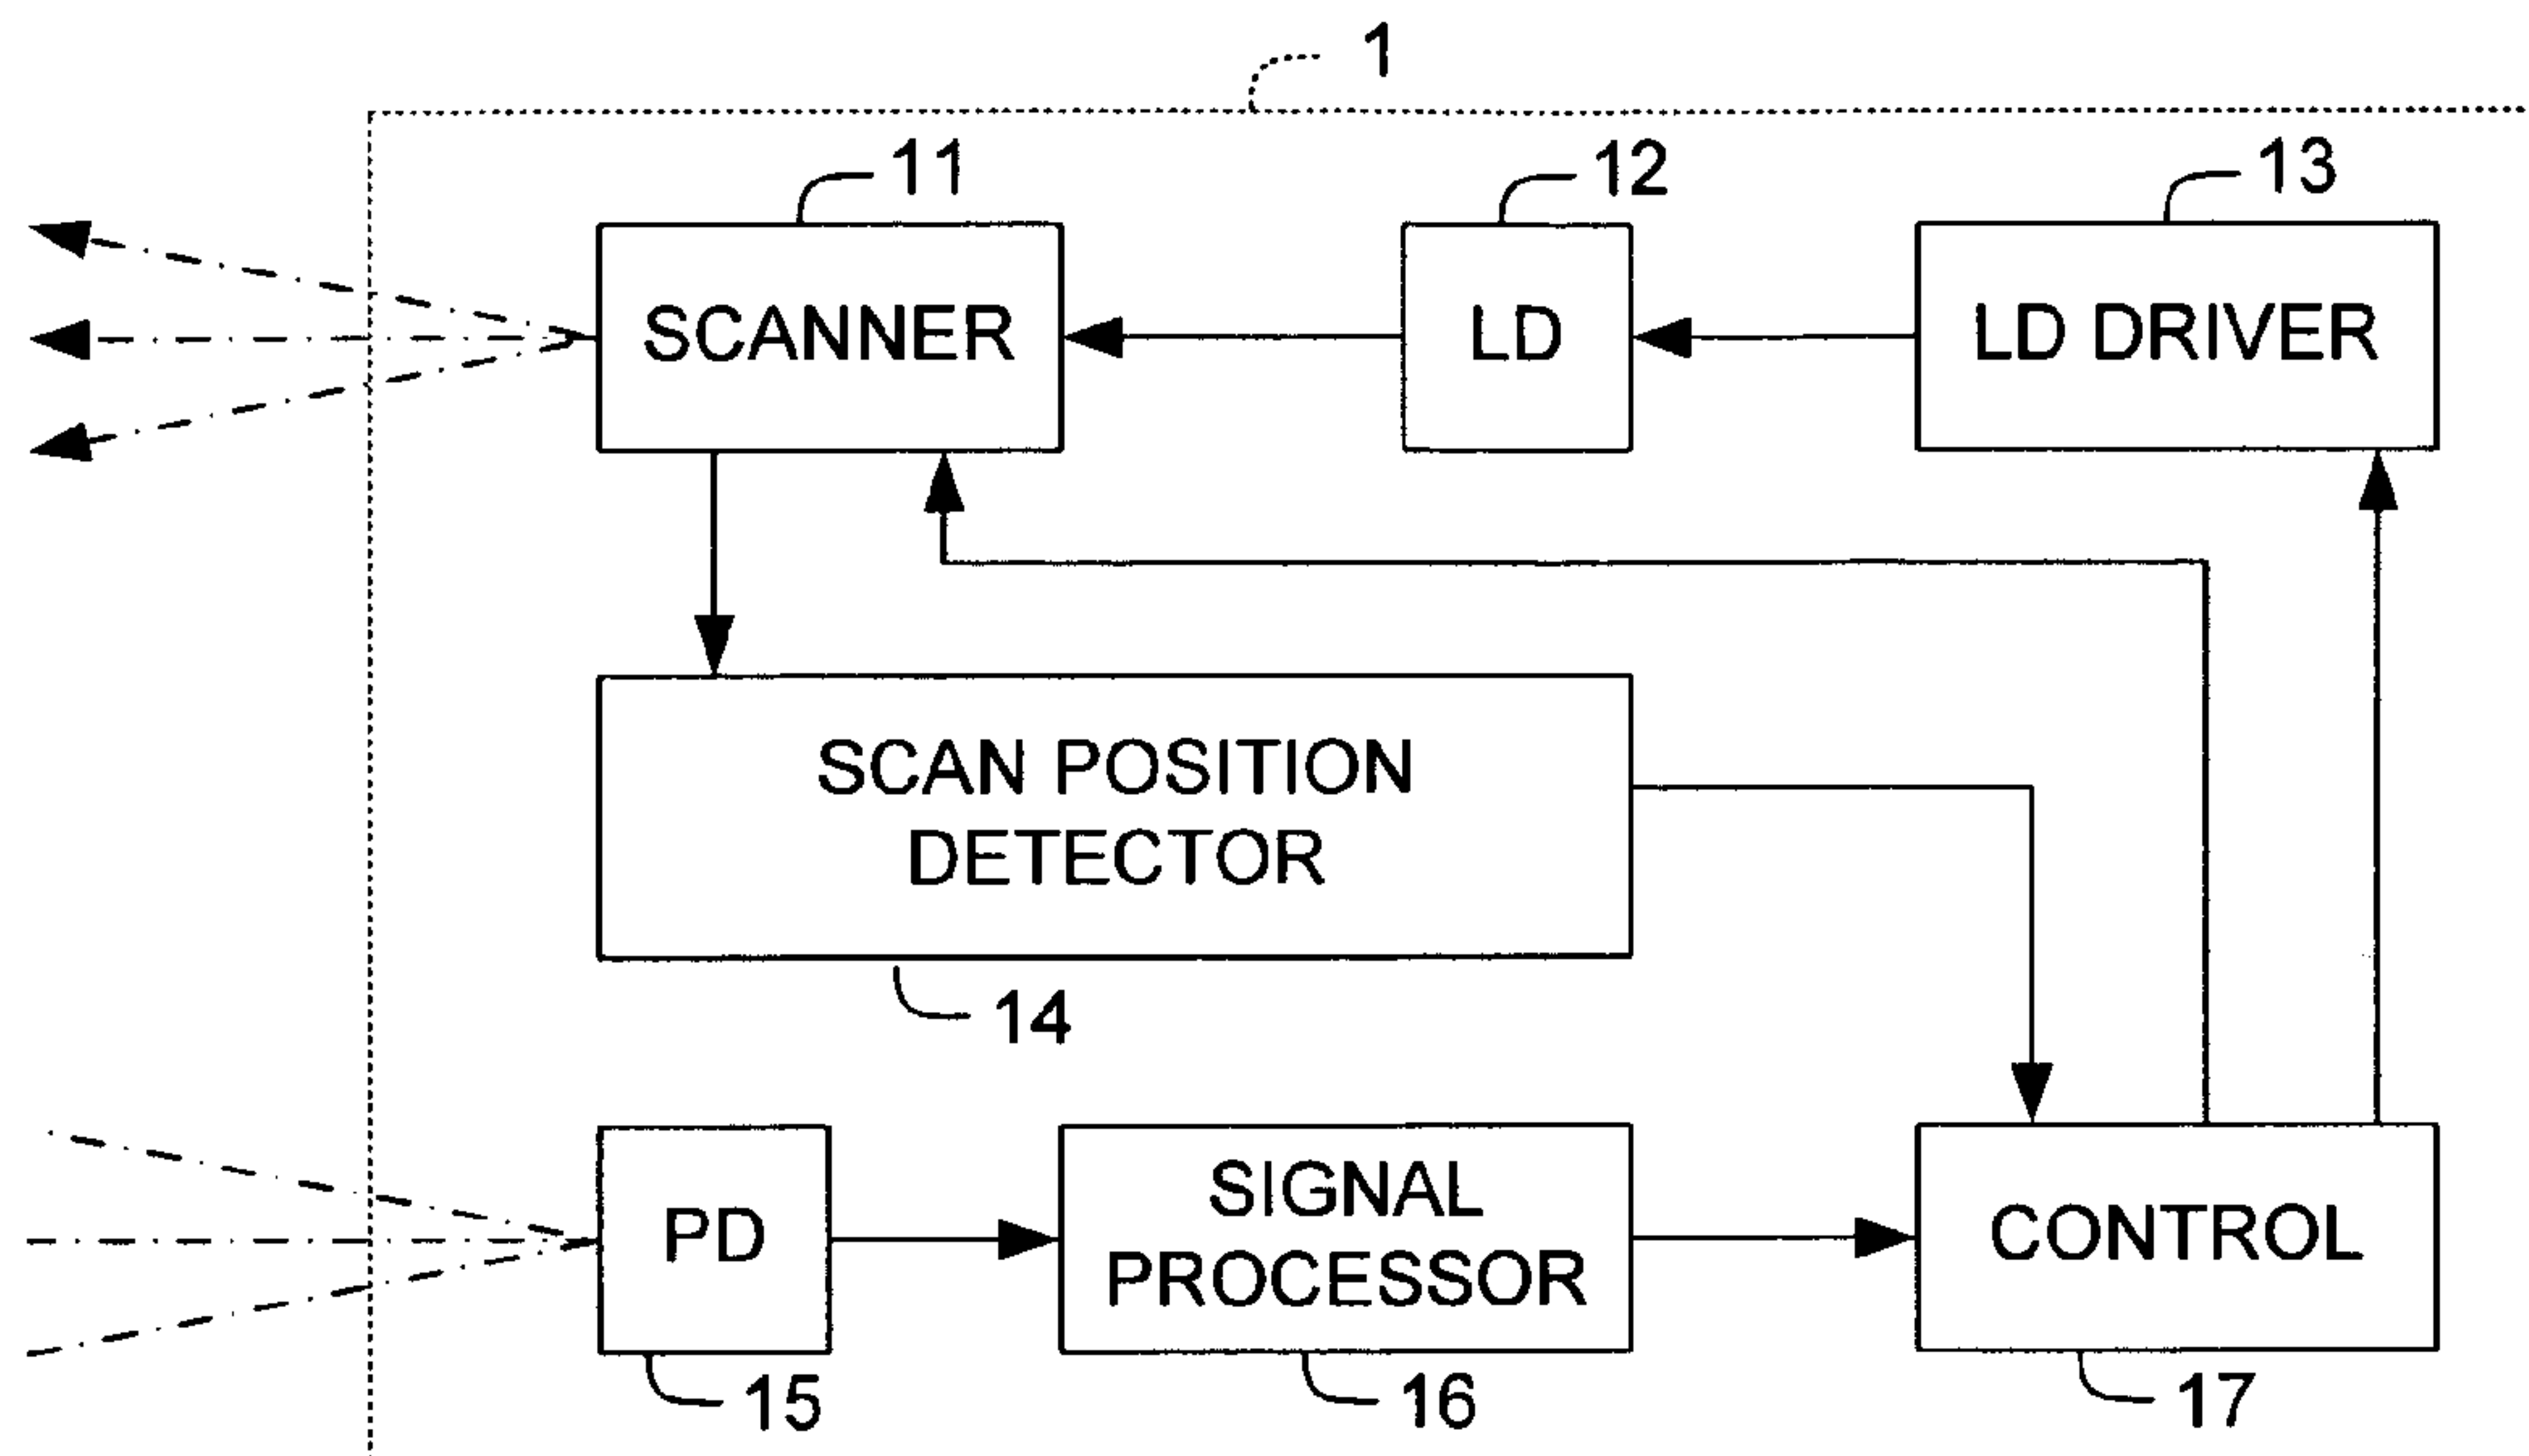 1
11
12
13
SCANNER
LD
LD DRIVER
SCAN POSITION
DETECTOR
14
PD
SIGNAL
PROCESSOR
CONTROL
15
16
17